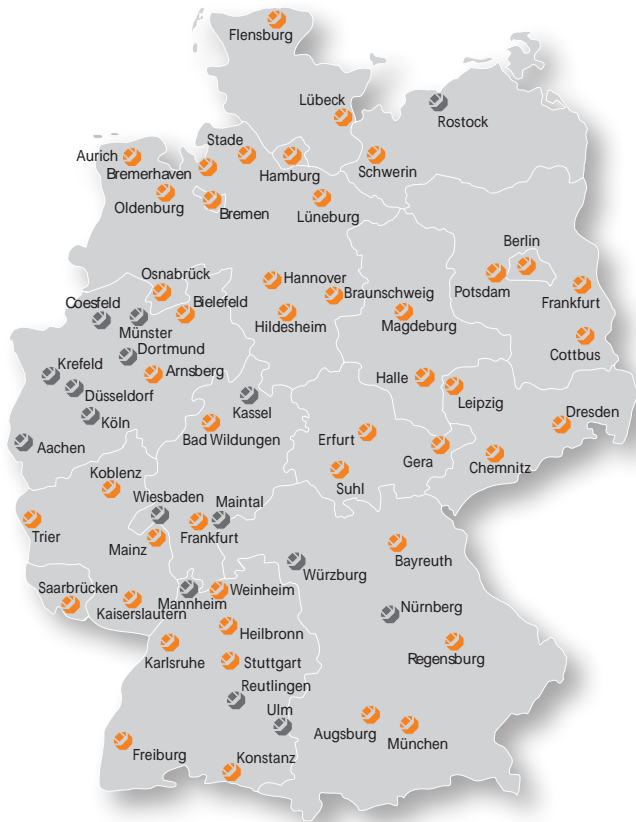 Flensburg
Lübeck
Rostock
Stade
Aurich
Bremerhaven
Hamburg
Schwerin
Oldenburg
Bremen
Lüneburg
Berlin
Osnabrück
Hannover
Potsdam
Frankfurt
Braunschweig
Coesfeld
Bielefeld
Münster
Hildesheim
Magdeburg
Cottbus
Dortmund
Krefeld
Arnsberg
Halle
Leipzig
Düsseldorf
Kassel
Dresden
Köln
Bad Wildungen
Erfurt
Aachen
Gera
Chemnitz
Koblenz
Suhl
Wiesbaden
Maintal
Trier
Mainz
Frankfurt
Bayreuth
Würzburg
Saarbrücken
Weinheim
Mannheim
Kaiserslautern
Nürnberg
Heilbronn
Karlsruhe
Stuttgart
Regensburg
Reutlingen
Ulm
Augsburg
München
Freiburg
Konstanz